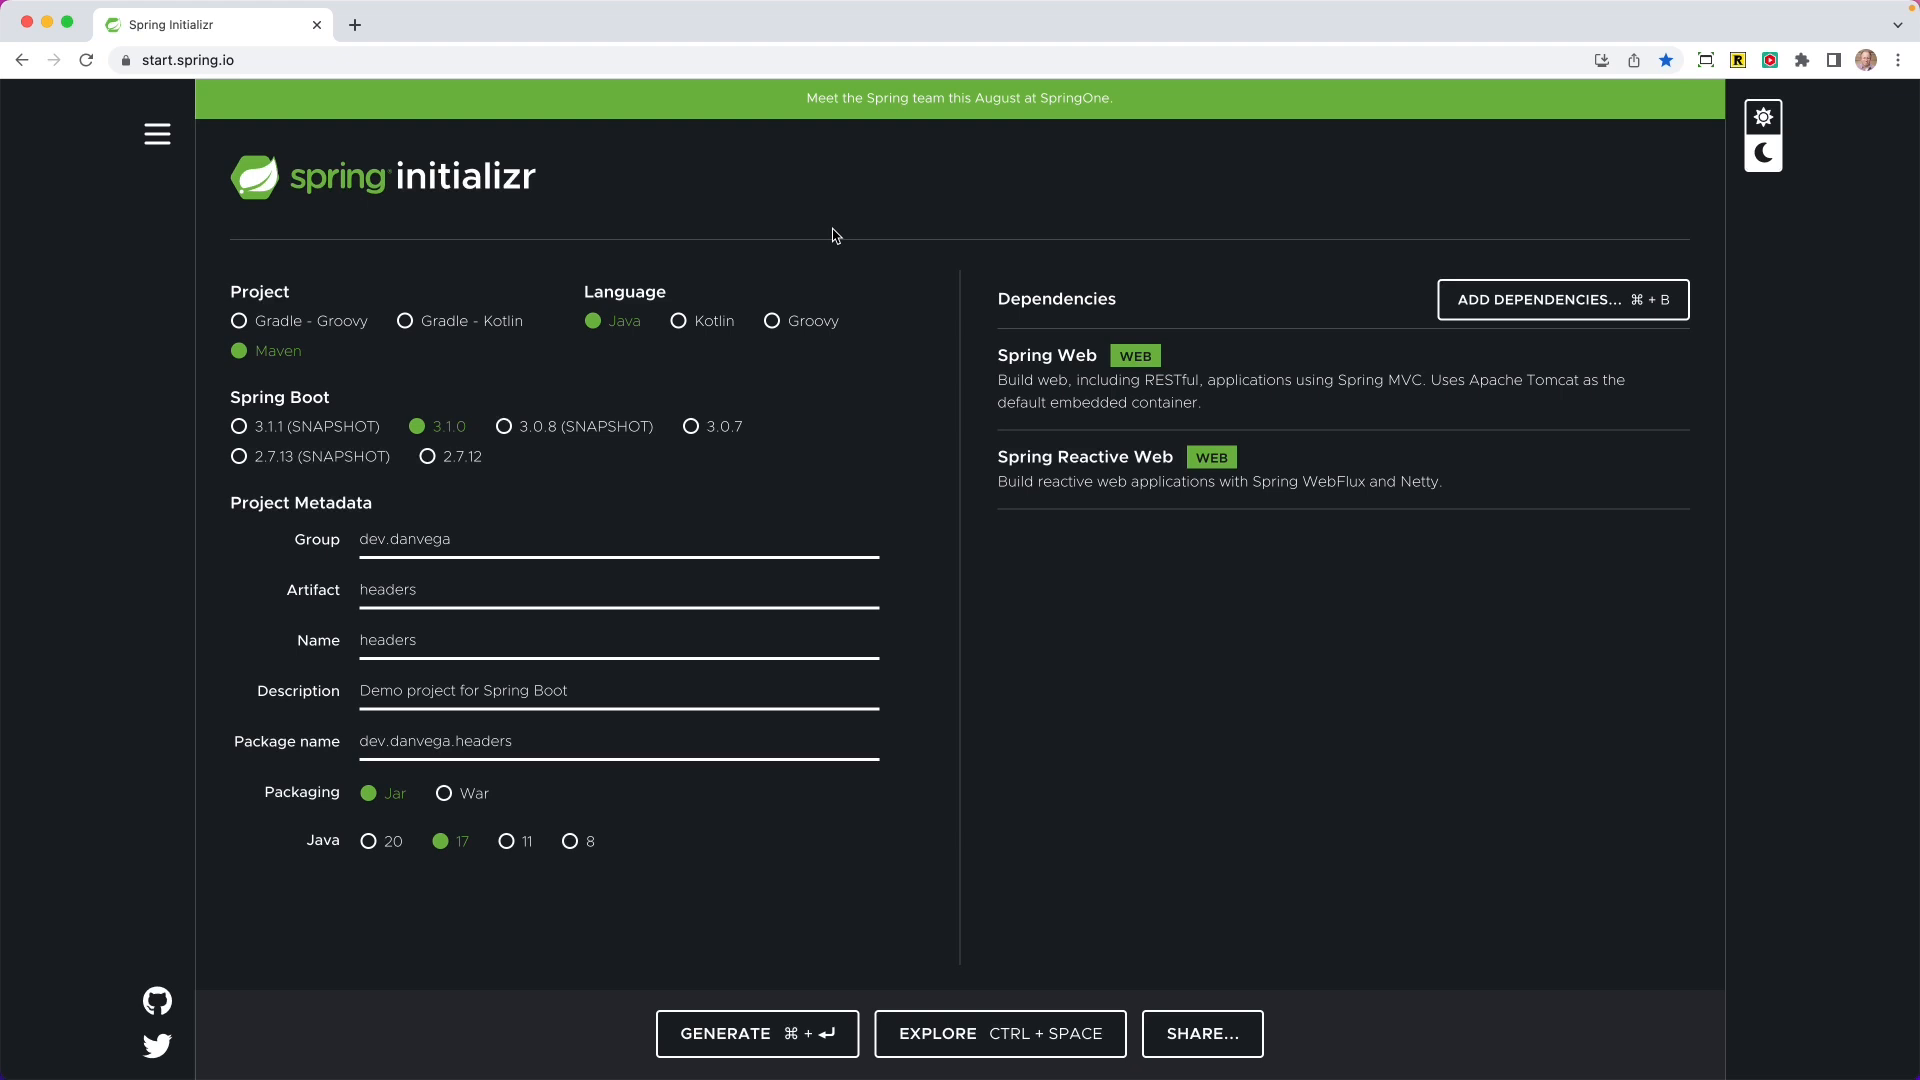 Spring Initializr
start.spring.io
Meet the Spring team this August at SpringOne.
spring initializr
Project
Gradle - Groovy
Gradle - Kotlin
Maven
Language
Java
Kotlin
Groovy
Spring Boot
3.1.1 (SNAPSHOT)
3.1.0
3.0.8 (SNAPSHOT)
3.0.7
2.7.13 (SNAPSHOT)
2.7.12
Project Metadata
Group dev.danvega
Artifact headers
Name headers
Description Demo project for Spring Boot
Package name dev.danvega.headers
Packaging Jar War
Java 20 17 11 8
Dependencies
ADD DEPENDENCIES... ⌘ + B
Spring Web WEB
Build web, including RESTful, applications using Spring MVC. Uses Apache Tomcat as the
default embedded container.
Spring Reactive Web WEB
Build reactive web applications with Spring WebFlux and Netty.
GENERATE ⌘ + ↵
EXPLORE CTRL + SPACE
SHARE...